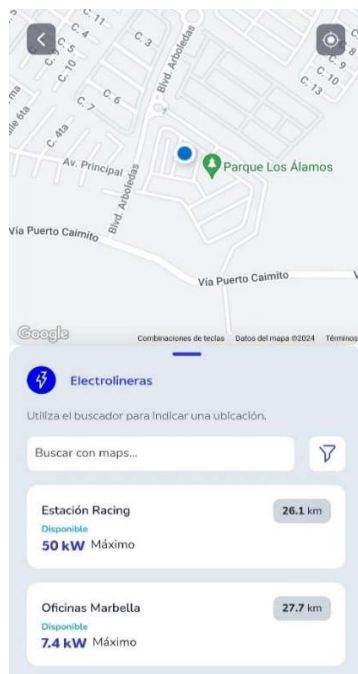 C. 11
C. 4
C. 5
C. 10
C. 3
Blvd. Arboledas
C. 9
C. 10
C. 13
C. 6
C. 7
C. 4ta
Av. Principal
Parque Los Álamos
Blvd. Arboledas
Vía Puerto Caimito
Vía Puerto Caimito
Google
Combinaciones de teclas Datos del mapa ©2024 Términos
Electrolineras
Utiliza el buscador para indicar una ubicación.
Buscar con maps...
Estación Racing
26.1 km
Disponible
50 kW Máximo
Oficinas Marbella
27.7 km
Disponible
7.4 kW Máximo